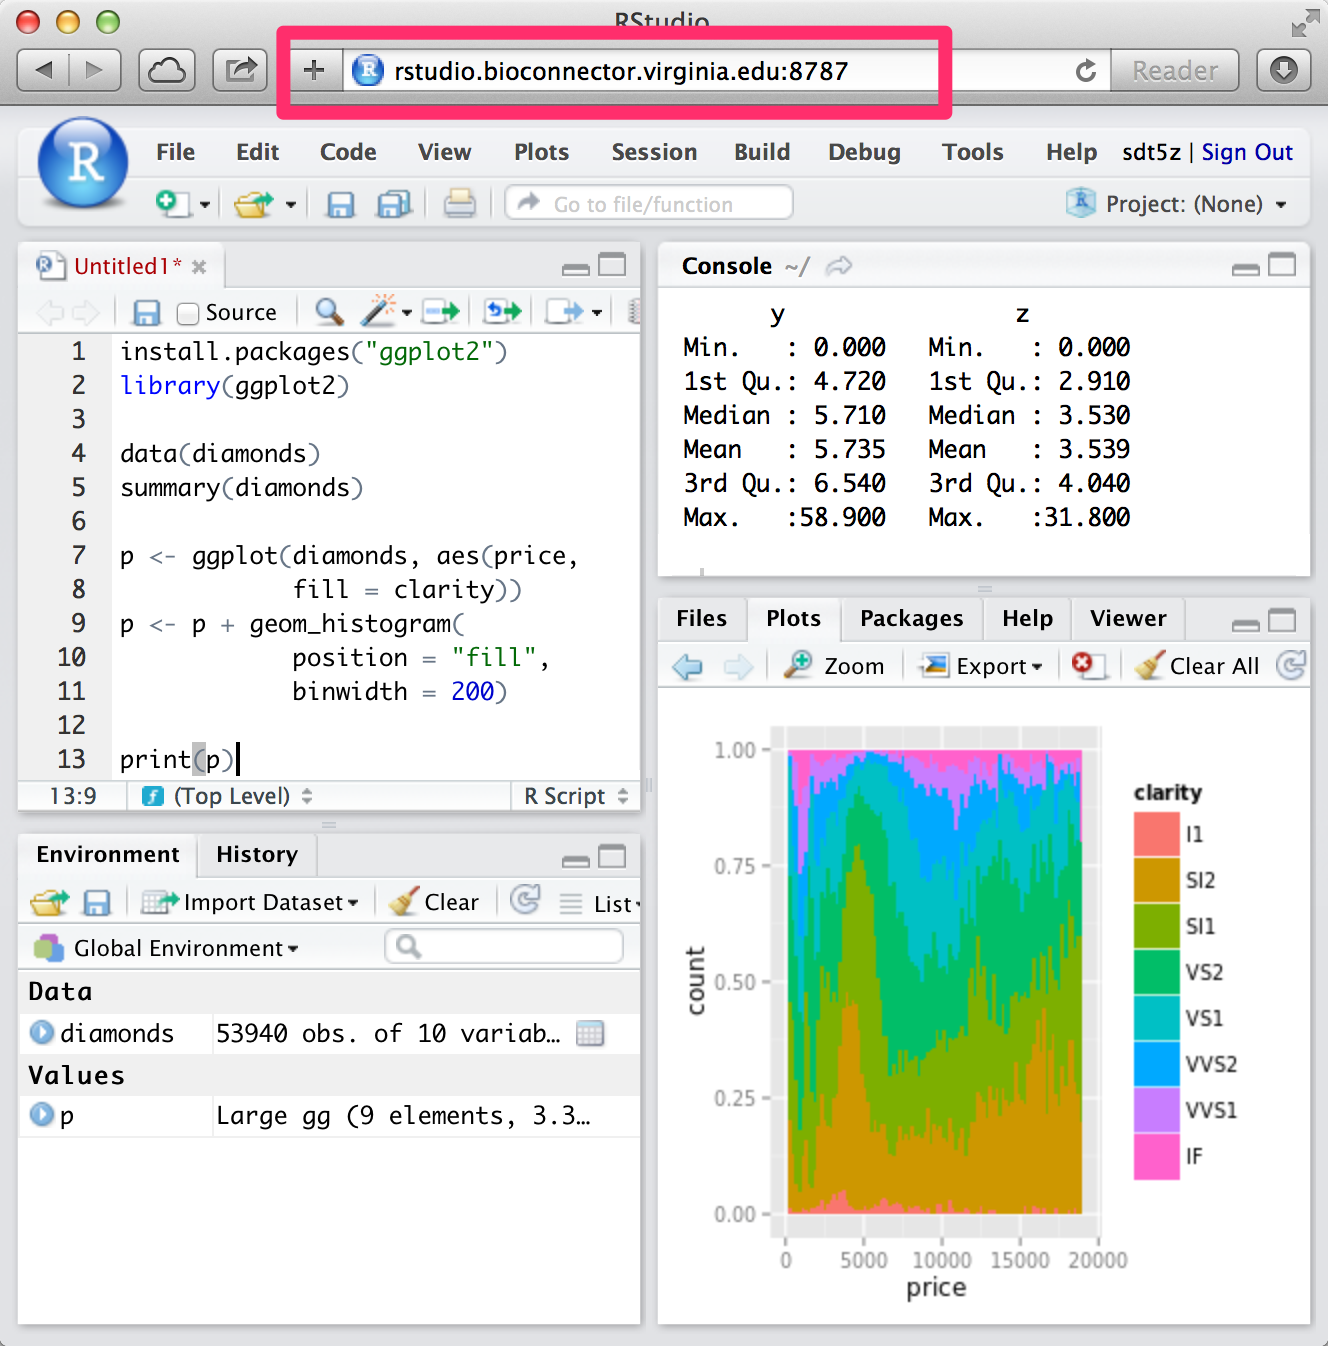 RStudio
rstudio.bioconnector.virginia.edu:8787
Reader
R
File Edit Code View Plots Session Build Debug Tools Help sdt5z | Sign Out
Go to file/function
Project: (None)
Untitled1*
Source
1 install.packages("ggplot2")
2 library(ggplot2)
3
4 data(diamonds)
5 summary(diamonds)
6
7 p <- ggplot(diamonds, aes(price,
8 fill = clarity))
9 p <- p + geom_histogram(
10 position = "fill",
11 binwidth = 200)
12
13 print(p)
13:9 (Top Level) R Script
Console ~/
y z
Min. : 0.000 Min. : 0.000
1st Qu.: 4.720 1st Qu.: 2.910
Median : 5.710 Median : 3.530
Mean : 5.735 Mean : 3.539
3rd Qu.: 6.540 3rd Qu.: 4.040
Max. :58.900 Max. :31.800
Environment History
Import Dataset Clear List
Global Environment
Data
diamonds 53940 obs. of 10 variab…
Values
p Large gg (9 elements, 3.3…
Files Plots Packages Help Viewer
Zoom Export Clear All
1.00
0.75
0.50
0.25
0.00
count
0 5000 10000 15000 20000
price
clarity
I1
SI2
SI1
VS2
VS1
VVS2
VVS1
IF